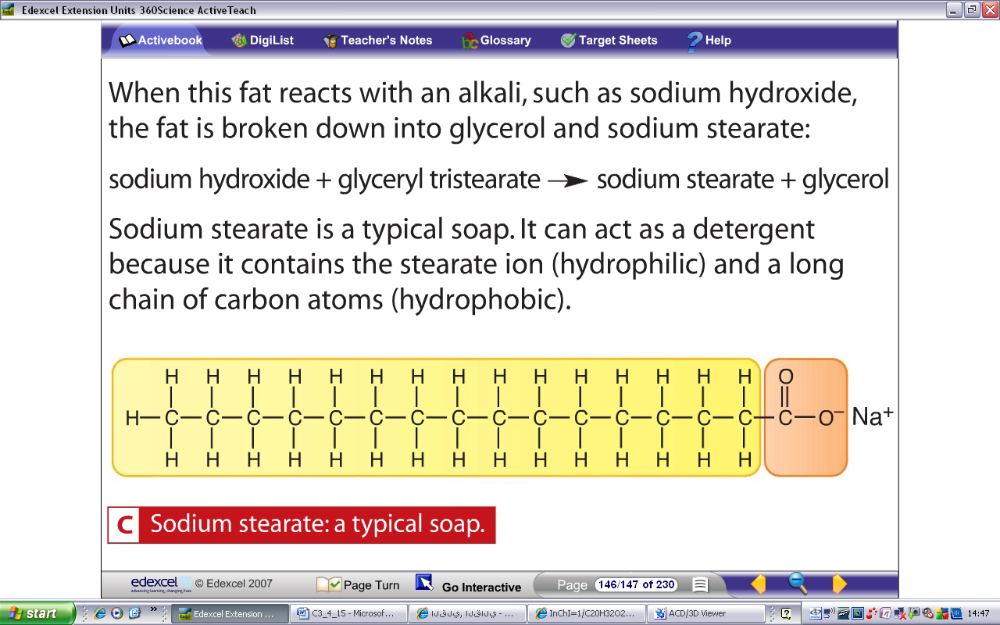 Edexcel Extension Units 360Science ActiveTeach
Activebook DigiList Teacher's Notes Glossary Target Sheets Help
When this fat reacts with an alkali, such as sodium hydroxide,
the fat is broken down into glycerol and sodium stearate:
sodium hydroxide + glyceryl tristearate → sodium stearate + glycerol
Sodium stearate is a typical soap. It can act as a detergent
because it contains the stearate ion (hydrophilic) and a long
chain of carbon atoms (hydrophobic).
H H H H H H H H H H H H H H H O
H—C—C—C—C—C—C—C—C—C—C—C—C—C—C—C—C—O⁻ Na⁺
H H H H H H H H H H H H H H H
C Sodium stearate: a typical soap.
edexcel © Edexcel 2007 Page Turn Go Interactive Page 146/147 of 230
advancing learning, changing lives
start Edexcel Extension ... C3_4_15 - Microsof... InChI=1/C20H32O2... ACD/3D Viewer 14:47